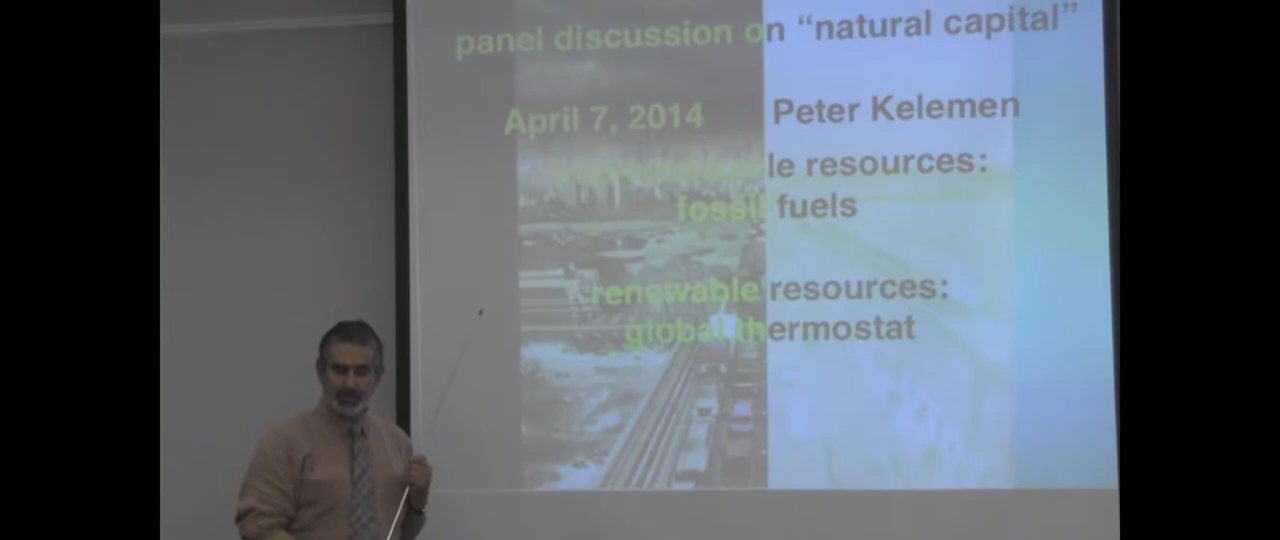 panel discussion on “natural capital”
April 7, 2014 Peter Kelemen
resources:
fossil fuels
renewable resources:
global thermostat